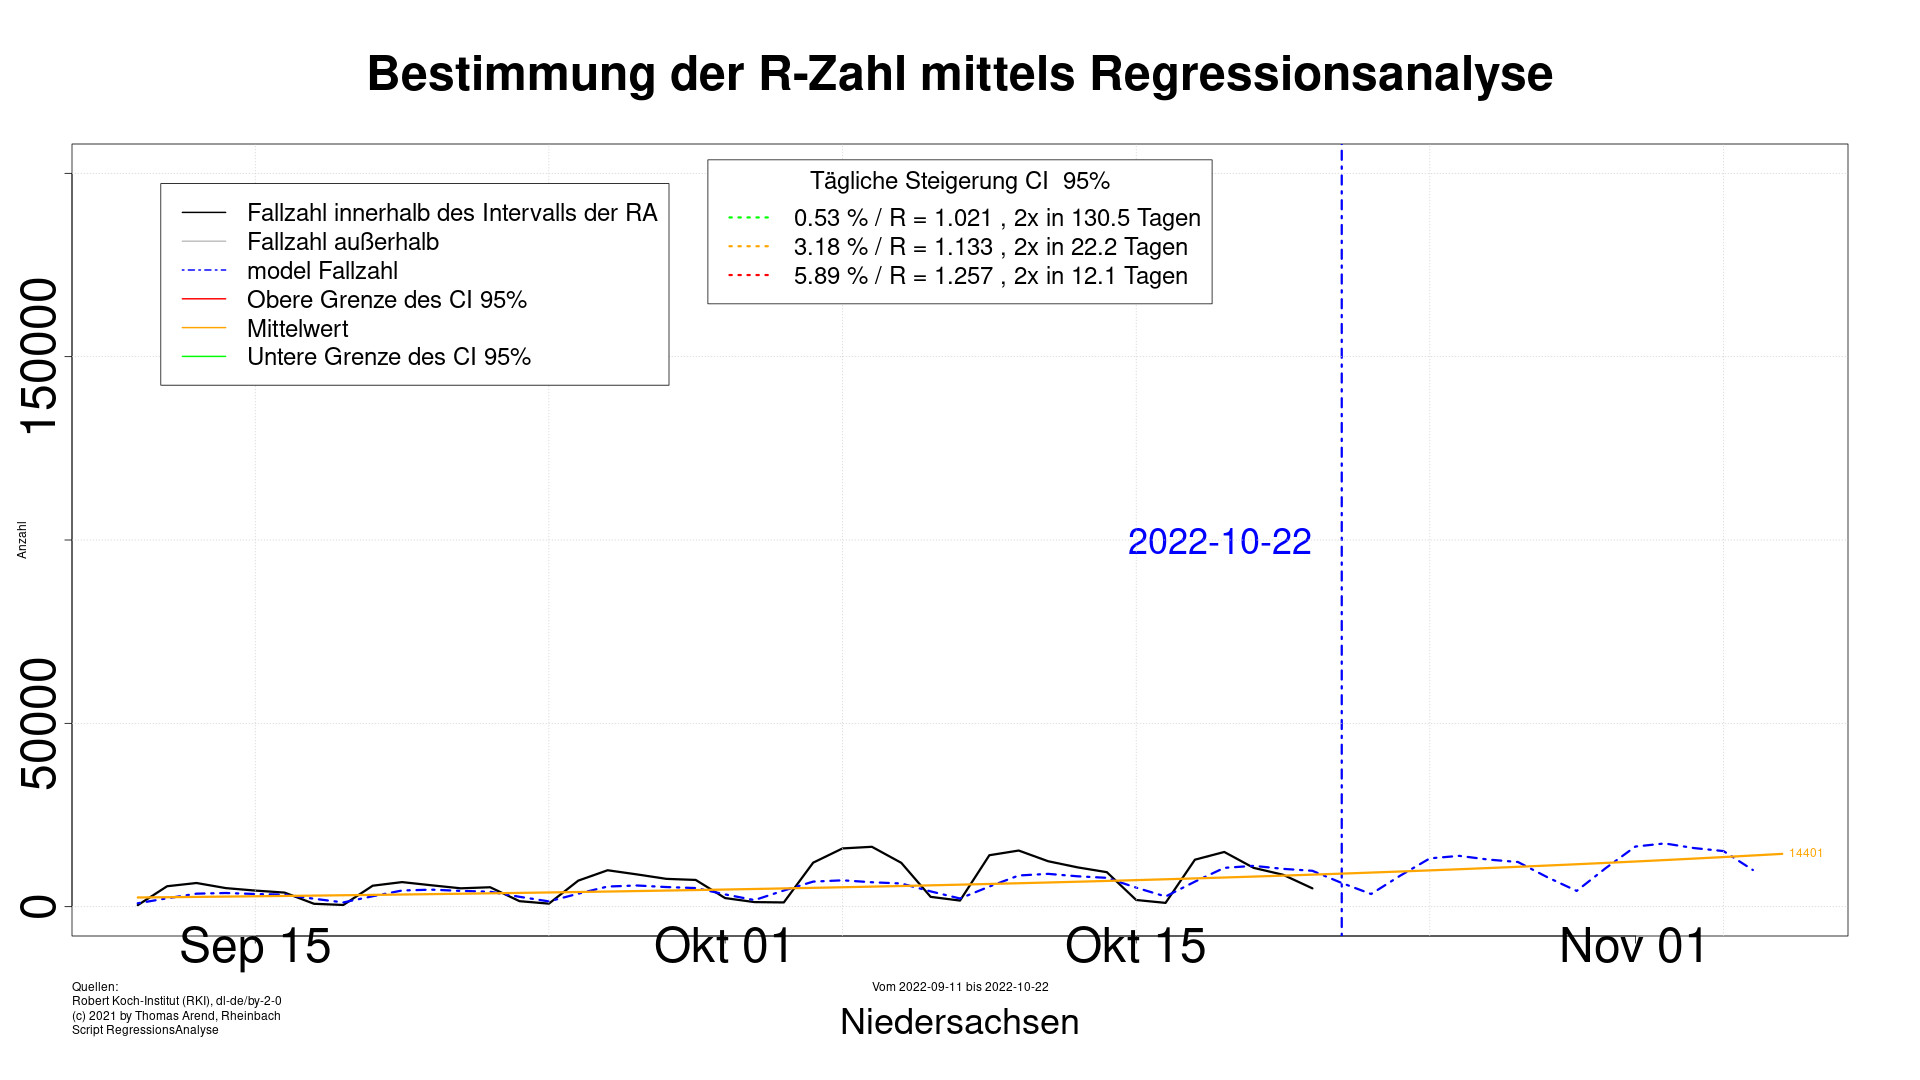 Bestimmung der R-Zahl mittels Regressionsanalyse
Tägliche Steigerung CI  95%
0.53 % / R = 1.021 , 2x in 130.5 Tagen
3.18 % / R = 1.133 , 2x in 22.2 Tagen
5.89 % / R = 1.257 , 2x in 12.1 Tagen
Fallzahl innerhalb des Intervalls der RA
Fallzahl außerhalb
model Fallzahl
Obere Grenze des CI 95%
Mittelwert
Untere Grenze des CI 95%
150000
50000
0
Anzahl
2022-10-22
14401
Sep 15
Okt 01
Okt 15
Nov 01
Quellen:
Robert Koch-Institut (RKI), dl-de/by-2-0
(c) 2021 by Thomas Arend, Rheinbach
Script RegressionsAnalyse
Vom 2022-09-11 bis 2022-10-22
Niedersachsen